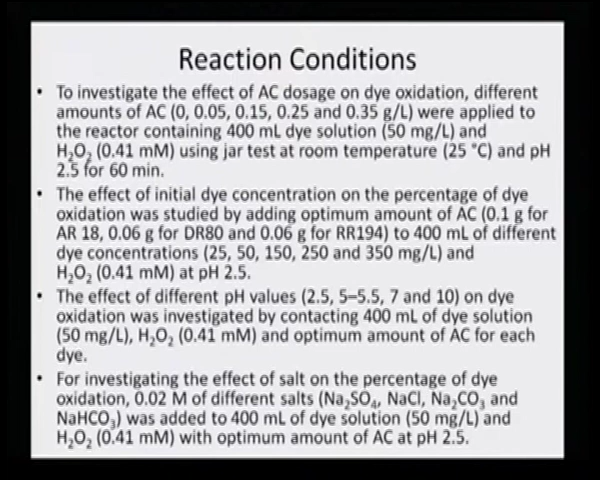 Reaction Conditions
• To investigate the effect of AC dosage on dye oxidation, different
amounts of AC (0, 0.05, 0.15, 0.25 and 0.35 g/L) were applied to
the reactor containing 400 mL dye solution (50 mg/L) and
H₂O₂ (0.41 mM) using jar test at room temperature (25 °C) and pH
2.5 for 60 min.
• The effect of initial dye concentration on the percentage of dye
oxidation was studied by adding optimum amount of AC (0.1 g for
AR 18, 0.06 g for DR80 and 0.06 g for RR194) to 400 mL of different
dye concentrations (25, 50, 150, 250 and 350 mg/L) and
H₂O₂ (0.41 mM) at pH 2.5.
• The effect of different pH values (2.5, 5–5.5, 7 and 10) on dye
oxidation was investigated by contacting 400 mL of dye solution
(50 mg/L), H₂O₂ (0.41 mM) and optimum amount of AC for each
dye.
• For investigating the effect of salt on the percentage of dye
oxidation, 0.02 M of different salts (Na₂SO₄, NaCl, Na₂CO₃ and
NaHCO₃) was added to 400 mL of dye solution (50 mg/L) and
H₂O₂ (0.41 mM) with optimum amount of AC at pH 2.5.